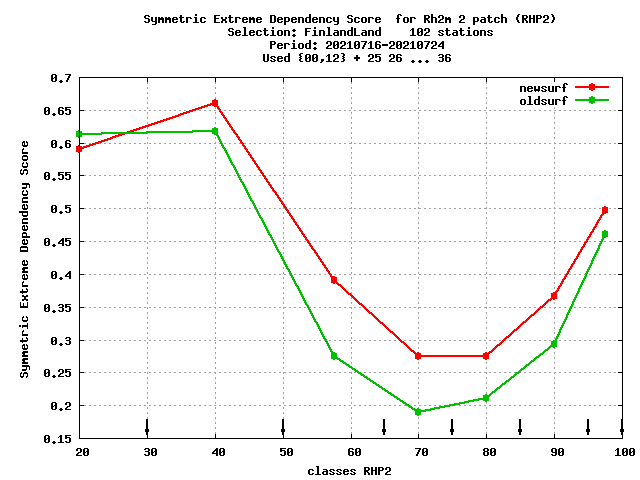 Symmetric Extreme Dependency Score  for Rh2m 2 patch (RHP2)
Selection: FinlandLand    102 stations
Period: 20210716-20210724
Used {00,12} + 25 26 ... 36
newsurf
oldsurf
Symmetric Extreme Dependency Score
0.7
0.65
0.6
0.55
0.5
0.45
0.4
0.35
0.3
0.25
0.2
0.15
20 30 40 50 60 70 80 90 100
classes RHP2